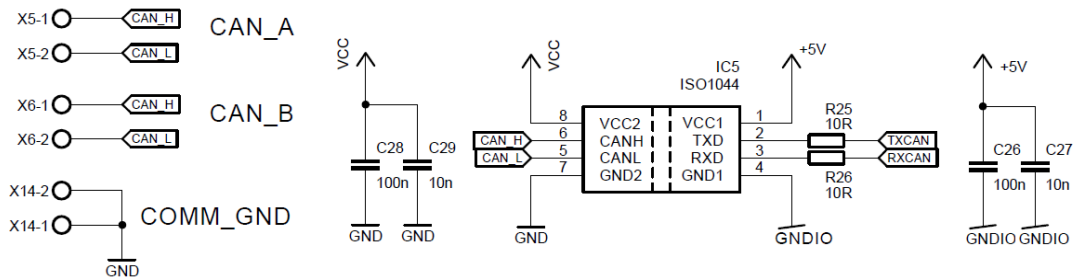 X5-1 CAN_H
X5-2 CAN_L
CAN_A
X6-1 CAN_H
X6-2 CAN_L
CAN_B
X14-2
X14-1
COMM_GND
GND
VCC
C28
100n
GND
C29
10n
GND
VCC
IC5
ISO1044
+5V
8 VCC2 VCC1 1
CAN_H 6 CANH TXD 2
CAN_L 5 CANL RXD 3
7 GND2 GND1 4
GND
GNDIO
R25
10R
TXCAN
RXCAN
R26
10R
+5V
C26
100n
GNDIO
C27
10n
GNDIO